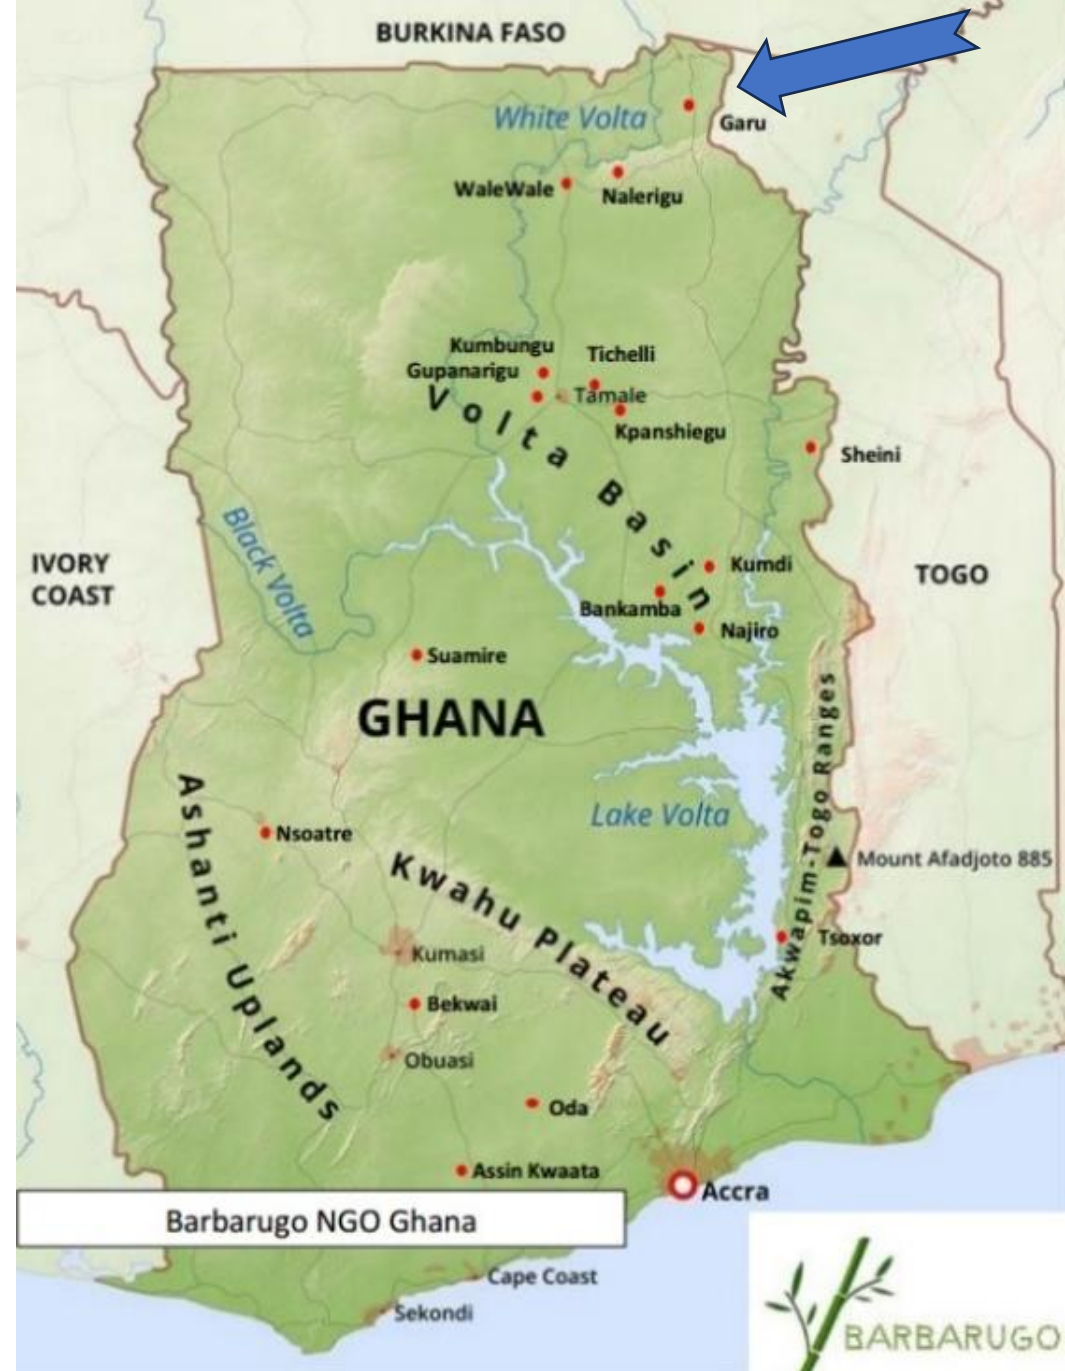 BURKINA FASO
White Volta
Garu
WaleWale
Nalerigu
Kumbungu
Tichelli
Gupanarigu
Tamale
Volta Basin
Kpanshiegu
Sheini
Black Volta
IVORY
COAST
Kumdi
TOGO
Bankamba
Najiro
Suamire
GHANA
Akwapim-Togo Ranges
Ashanti Uplands
Lake Volta
Nsoatre
Kwahu Plateau
Mount Afadjoto 885
Tsoxor
Kumasi
Bekwai
Obuasi
Oda
Assin Kwaata
Accra
Barbarugo NGO Ghana
Cape Coast
Sekondi
BARBARUGO